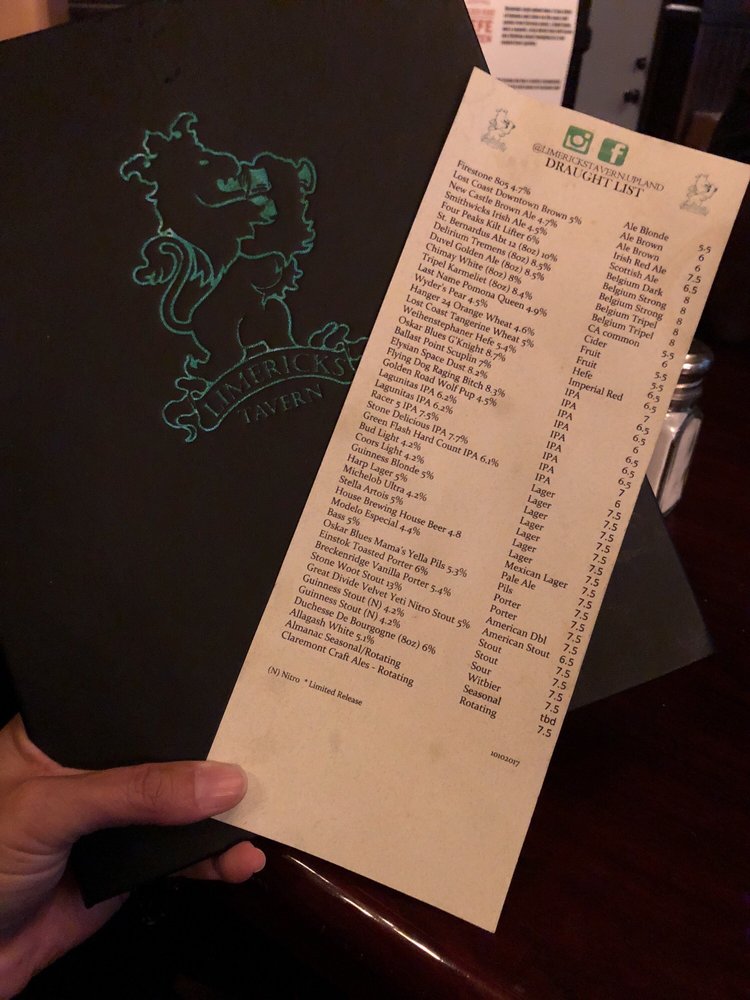 LIMERICKS
TAVERN
@LIMERICKSTAVERN.UPLAND
DRAUGHT LIST
Firestone 805 4.7%
Lost Coast Downtown Brown 5%
New Castle Brown Ale 4.7%
Smithwicks Irish Ale 4.5%
Four Peaks Kilt Lifter 6%
St. Bernardus Abt 12 (8oz) 10%
Delirium Tremens (8oz) 8.5%
Duvel Golden Ale (8oz) 8.5%
Chimay White (8oz) 8%
Tripel Karmeliet (8oz) 8.4%
Last Name Pomona Queen 4.9%
Wyder's Pear 4.5%
Hanger 24 Orange Wheat 4.6%
Lost Coast Tangerine Wheat 5%
Weihenstephaner Hefe 5.4%
Oskar Blues G'Knight 8.7%
Ballast Point Scuplin 7%
Elysian Space Dust 8.2%
Flying Dog Raging Bitch 8.3%
Golden Road Wolf Pup 4.5%
Lagunitas IPA 6.2%
Lagunitas IPA 6.2%
Racer 5 IPA 7.5%
Stone Delicious IPA 7.7%
Green Flash Hard Count IPA 6.1%
Bud Light 4.2%
Coors Light 4.2%
Guinness Blonde 5%
Harp Lager 5%
Michelob Ultra 4.2%
Stella Artois 5%
House Brewing House Beer 4.8
Modelo Especial 4.4%
Bass 5%
Oskar Blues Mama's Yella Pils 5.3%
Einstok Toasted Porter 6%
Breckenridge Vanilla Porter 5.4%
Stone Woot Stout 13%
Great Divide Velvet Yeti Nitro Stout 5%
Guinness Stout (N) 4.2%
Guinness Stout (N) 4.2%
Duchesse De Bourgogne (8oz) 6%
Allagash White 5.1%
Almanac Seasonal/Rotating
Claremont Craft Ales - Rotating
Ale Blonde
Ale Brown
Ale Brown
Irish Red Ale
Scottish Ale
Belgium Dark
Belgium Strong
Belgium Strong
Belgium Tripel
Belgium Tripel
CA common
Cider
Fruit
Fruit
Hefe
Imperial Red
IPA
IPA
IPA
IPA
IPA
IPA
IPA
IPA
Lager
Lager
Lager
Lager
Lager
Lager
Mexican Lager
Pale Ale
Pils
Porter
Porter
American Dbl
American Stout
Stout
Stout
Sour
Witbier
Seasonal
Rotating
5.5
6
6
7.5
6.5
8
8
8
8
8
5.5
6
5.5
5.5
6.5
6.5
7
6.5
6
6.5
6.5
6.5
7
6
7.5
7.5
7.5
7.5
7.5
7.5
7.5
7.5
7.5
7.5
6.5
7.5
7.5
7.5
tbd
7.5
(N) Nitro * Limited Release
10102017